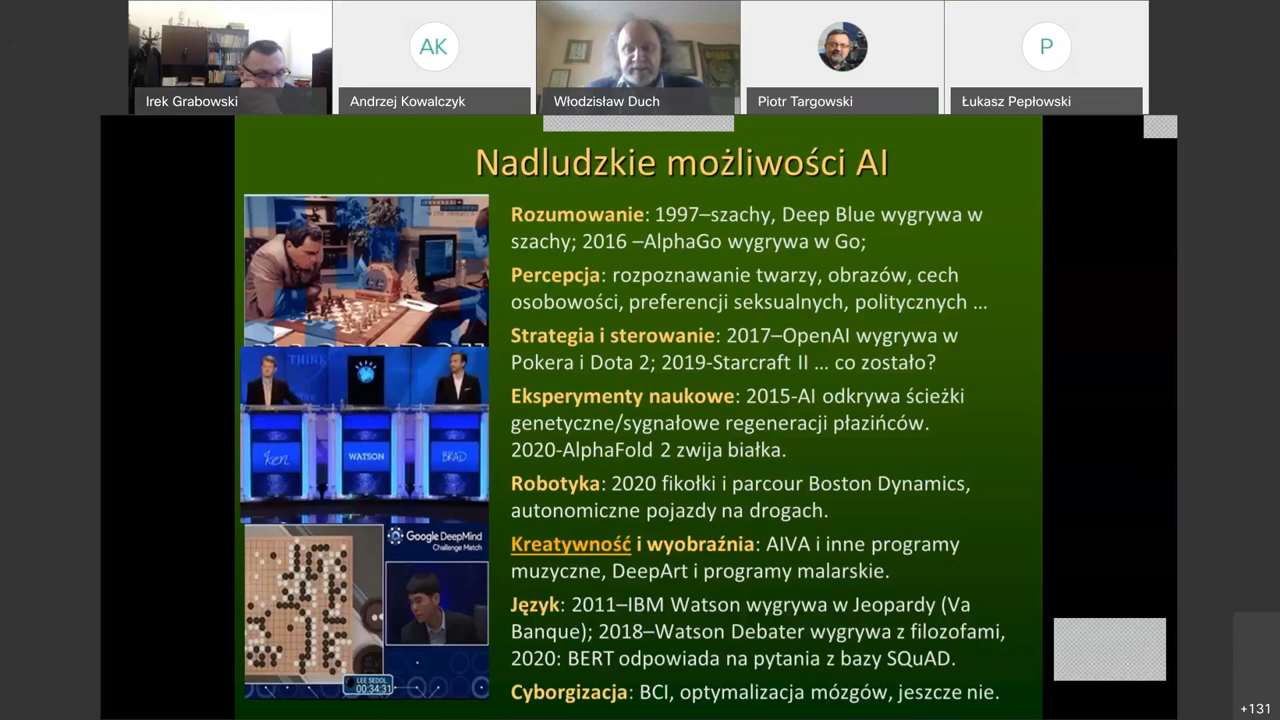 AK
P
Irek Grabowski
Andrzej Kowalczyk
Włodzisław Duch
Piotr Targowski
Łukasz Pepłowski
Nadludzkie możliwości AI
Rozumowanie: 1997–szachy, Deep Blue wygrywa w
szachy; 2016 –AlphaGo wygrywa w Go;
Percepcja: rozpoznawanie twarzy, obrazów, cech
osobowości, preferencji seksualnych, politycznych ...
Strategia i sterowanie: 2017–OpenAI wygrywa w
Pokera i Dota 2; 2019-Starcraft II ... co zostało?
Eksperymenty naukowe: 2015-AI odkrywa ścieżki
genetyczne/sygnałowe regeneracji płazińców.
2020-AlphaFold 2 zwija białka.
Robotyka: 2020 fikołki i parcour Boston Dynamics,
autonomiczne pojazdy na drogach.
Kreatywność i wyobraźnia: AIVA i inne programy
muzyczne, DeepArt i programy malarskie.
Język: 2011–IBM Watson wygrywa w Jeopardy (Va
Banque); 2018–Watson Debater wygrywa z filozofami,
2020: BERT odpowiada na pytania z bazy SQuAD.
Cyborgizacja: BCI, optymalizacja mózgów, jeszcze nie.
THINK
Ken
WATSON
BRAD
Google DeepMind
Challenge Match
LEE SEDOL
00:34:31
+131